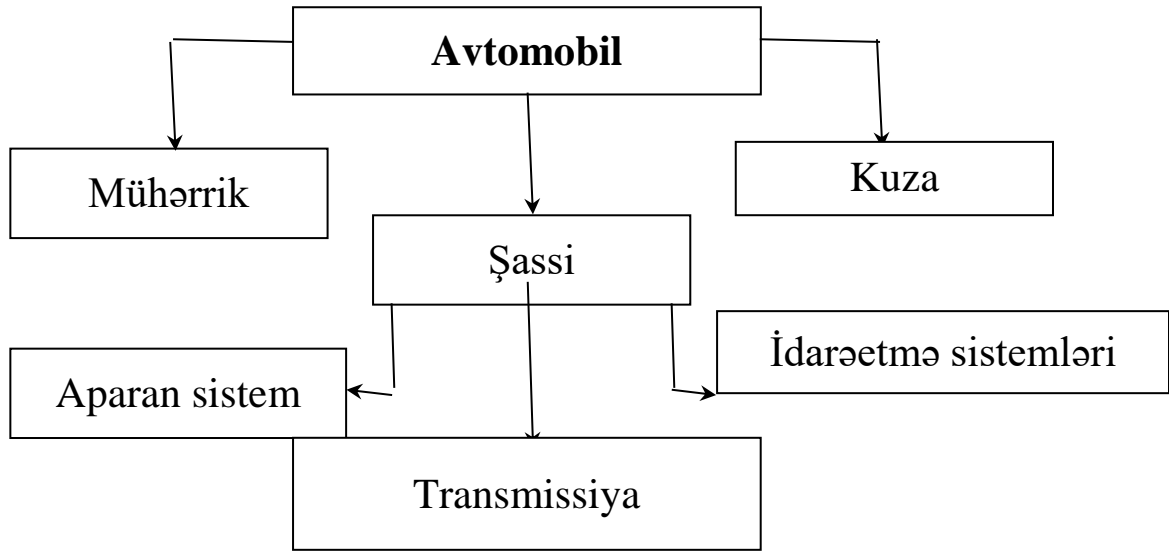 Avtomobil
Mühərrik
Kuza
Şassi
İdarəetmə sistemləri
Aparan sistem
Transmissiya